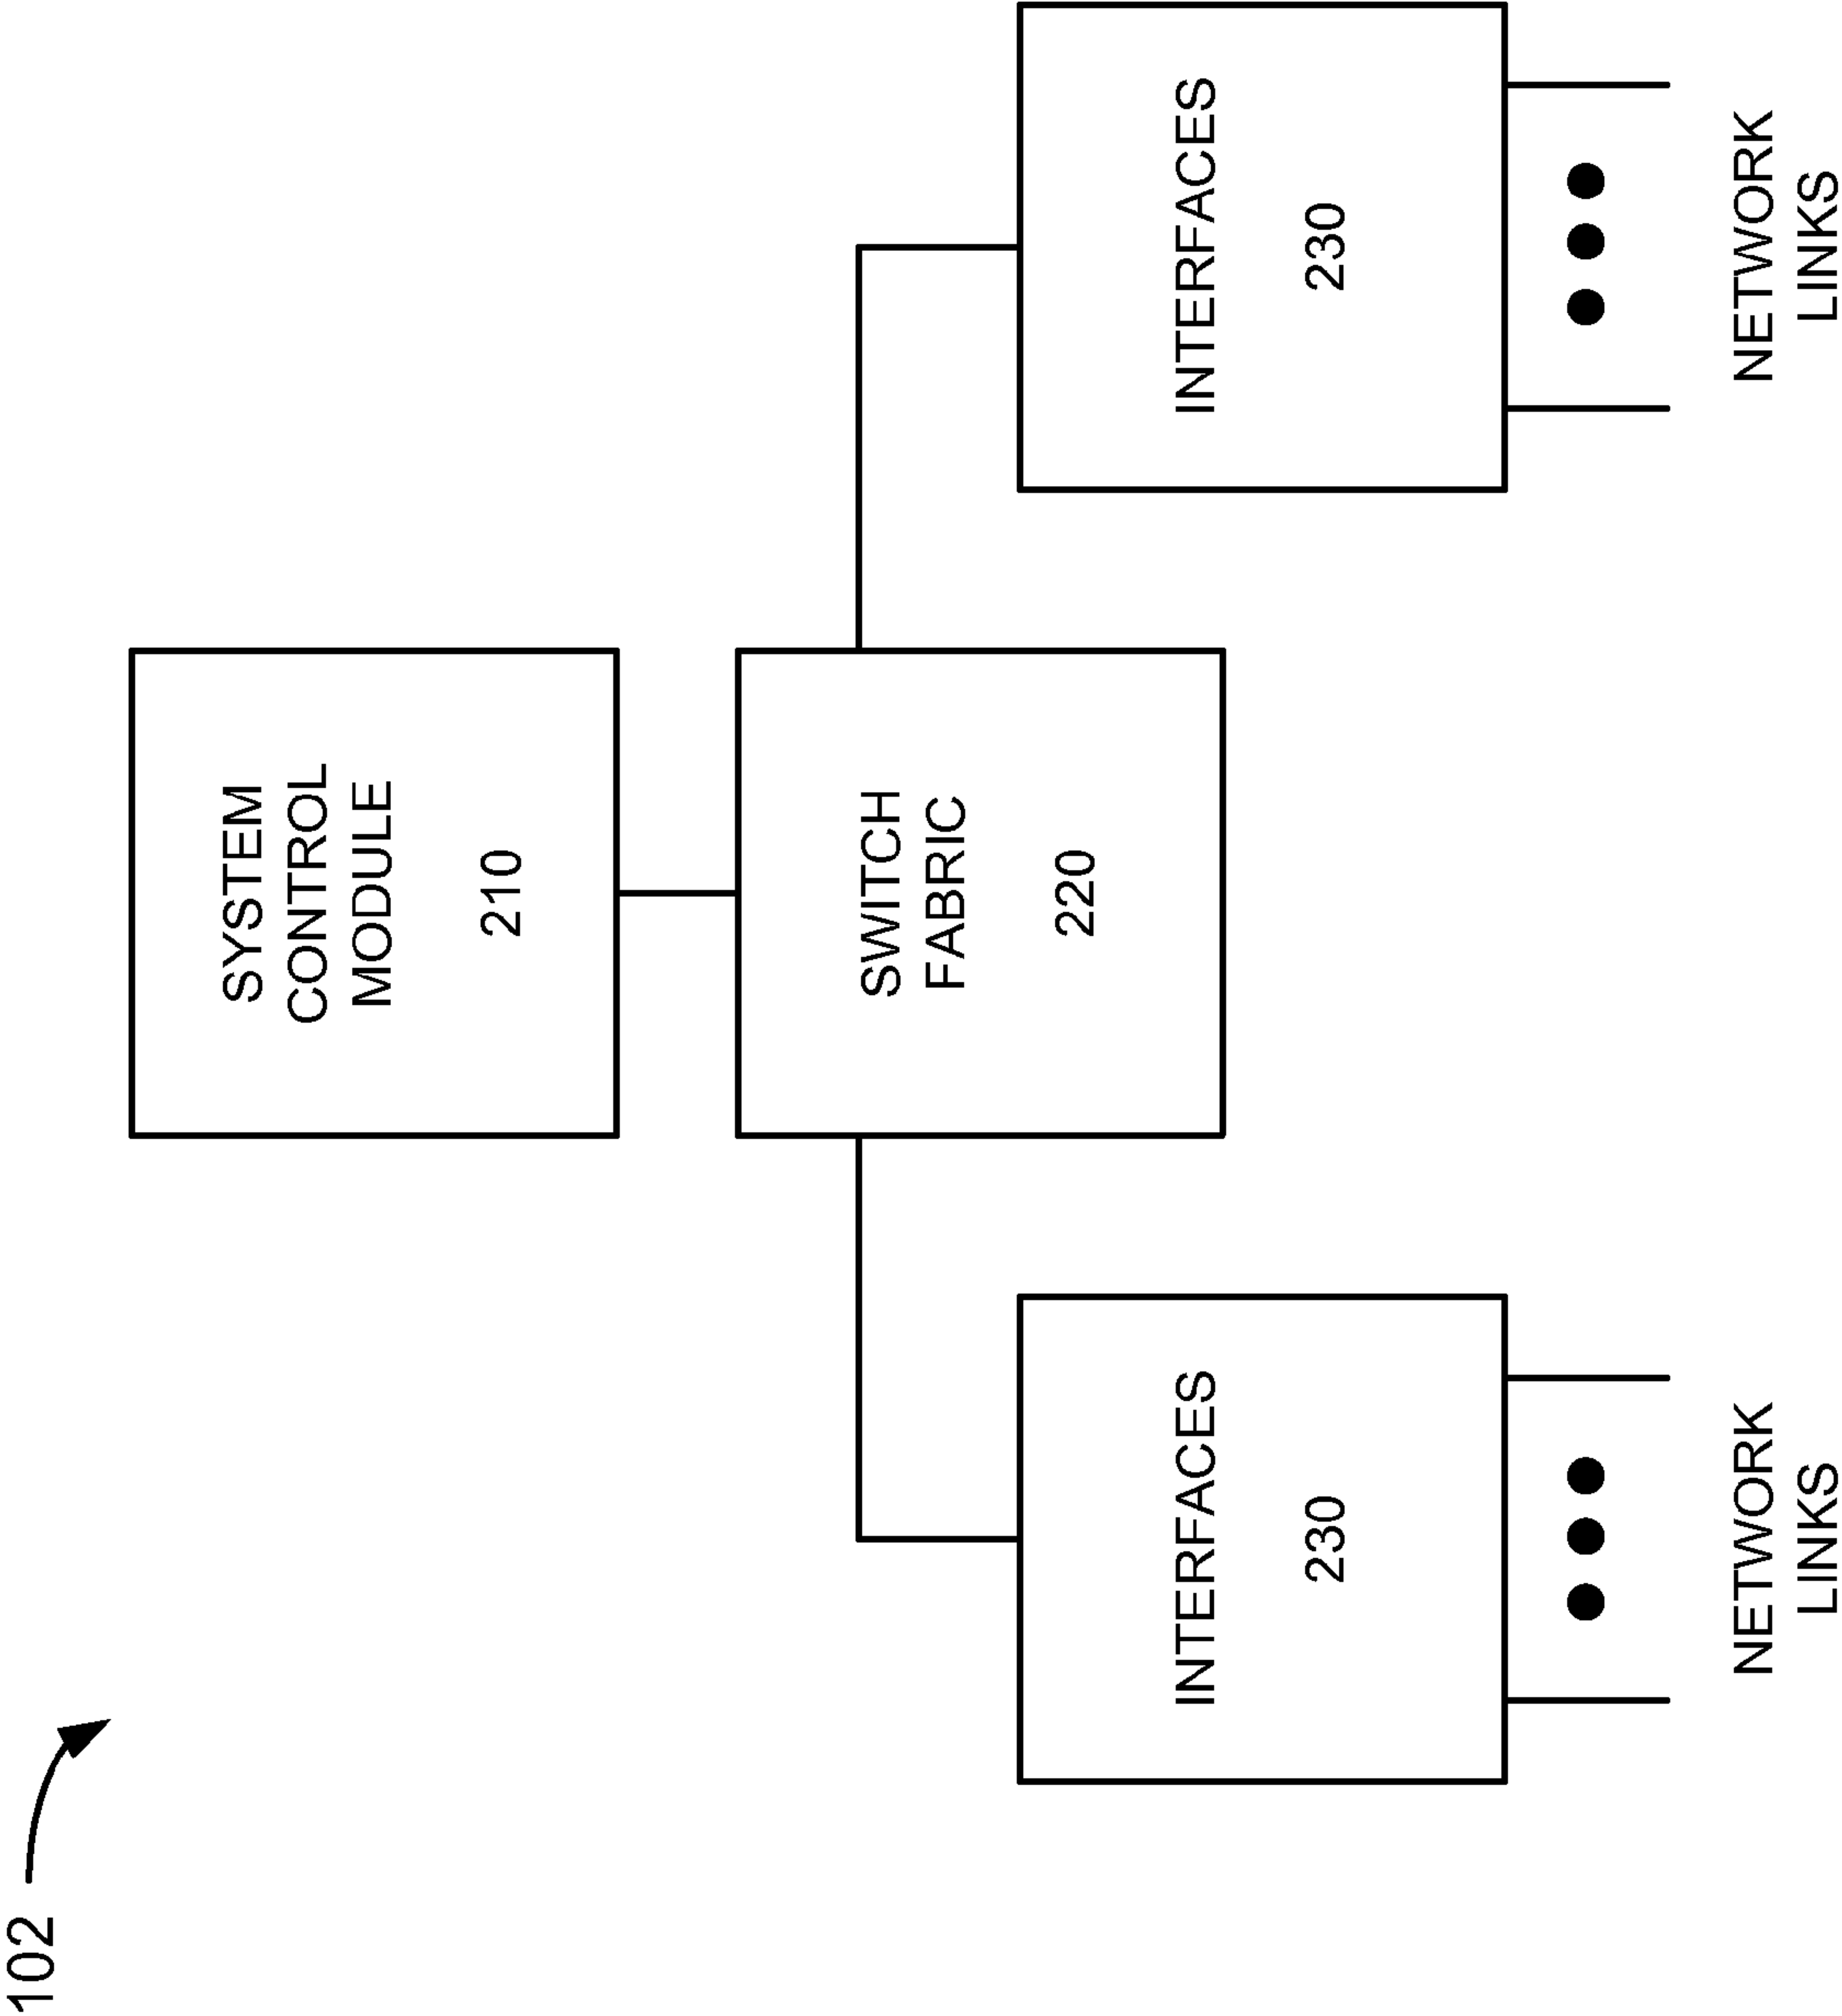 102
SYSTEM
CONTROL
MODULE
210
SWITCH
FABRIC
220
INTERFACES
230
INTERFACES
230
NETWORK
LINKS
NETWORK
LINKS